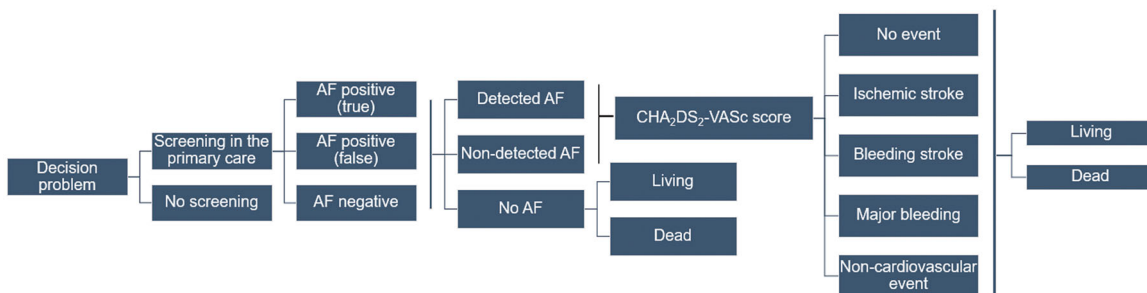 Decision
problem
Screening in the
primary care
No screening
AF positive
(true)
AF positive
(false)
AF negative
Detected AF
Non-detected AF
No AF
CHA₂DS₂-VASc score
Living
Dead
No event
Ischemic stroke
Bleeding stroke
Major bleeding
Non-cardiovascular
event
Living
Dead